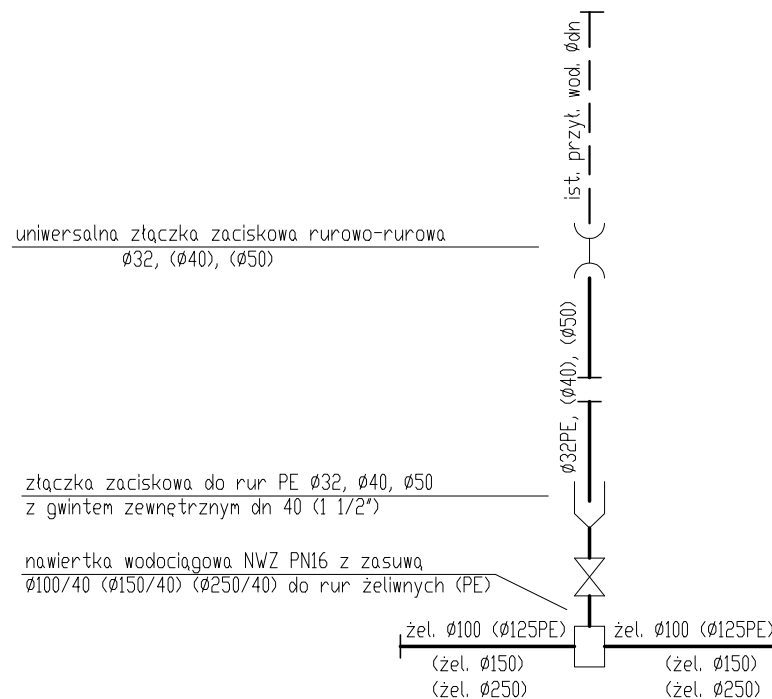 ist. przył. wod. Ødn
uniwersalna złączka zaciskowa rurowo-rurowa
Ø32, (Ø40), (Ø50)
Ø32PE, (Ø40), (Ø50)
złączka zaciskowa do rur PE Ø32, Ø40, Ø50
z gwintem zewnętrznym dn 40 (1 1/2")
nawiertka wodociągowa NWZ PN16 z zasuwą
Ø100/40 (Ø150/40) (Ø250/40) do rur żeliwnych (PE)
żel. Ø100 (Ø125PE)
(żel. Ø150)
(żel. Ø250)
żel. Ø100 (Ø125PE)
(żel. Ø150)
(żel. Ø250)